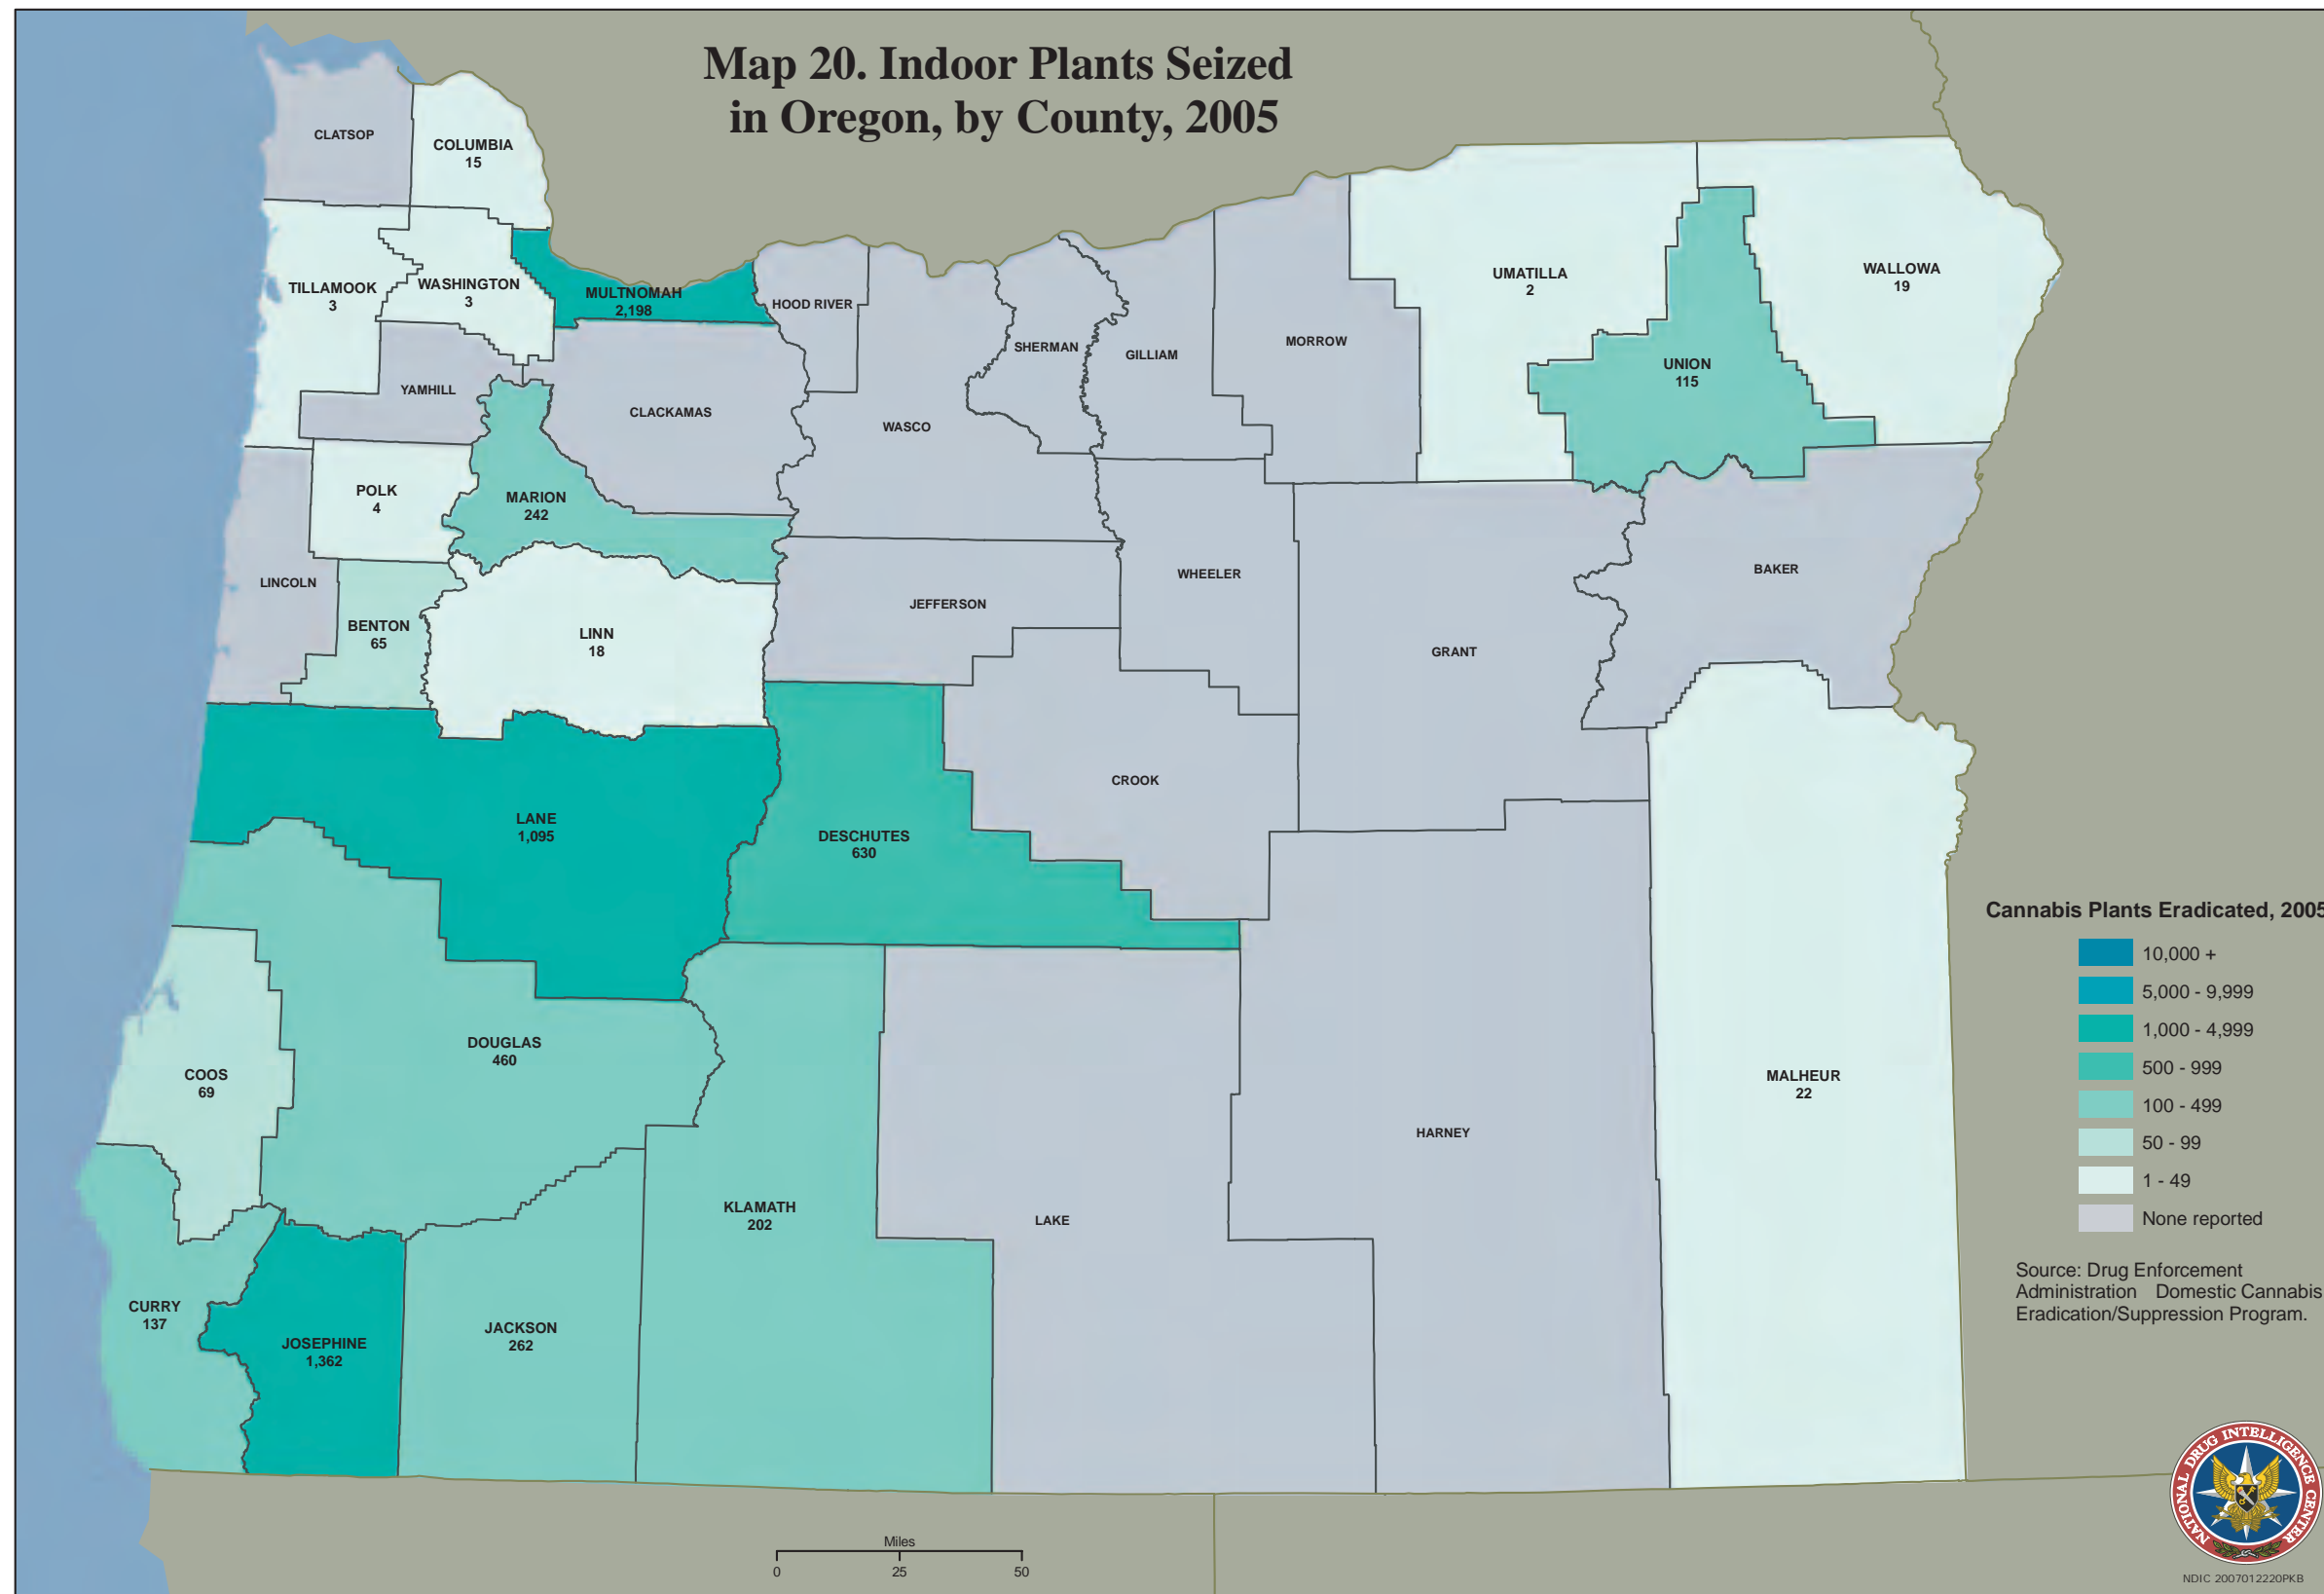 Map 20. Indoor Plants Seized
in Oregon, by County, 2005
CLATSOP
COLUMBIA
15
TILLAMOOK
3
WASHINGTON
3
MULTNOMAH
2,198
HOOD RIVER
SHERMAN
GILLIAM
MORROW
UMATILLA
2
WALLOWA
19
UNION
115
YAMHILL
CLACKAMAS
WASCO
POLK
4
MARION
242
LINCOLN
BENTON
65
LINN
18
JEFFERSON
WHEELER
GRANT
BAKER
LANE
1,095
DESCHUTES
630
CROOK
COOS
69
DOUGLAS
460
KLAMATH
202
LAKE
HARNEY
MALHEUR
22
CURRY
137
JOSEPHINE
1,362
JACKSON
262
Cannabis Plants Eradicated, 2005
10,000 +
5,000 - 9,999
1,000 - 4,999
500 - 999
100 - 499
50 - 99
1 - 49
None reported
Source: Drug Enforcement
Administration Domestic Cannabis
Eradication/Suppression Program.
Miles
0 25 50
NATIONAL DRUG INTELLIGENCE CENTER
NDIC 2007012220PKB